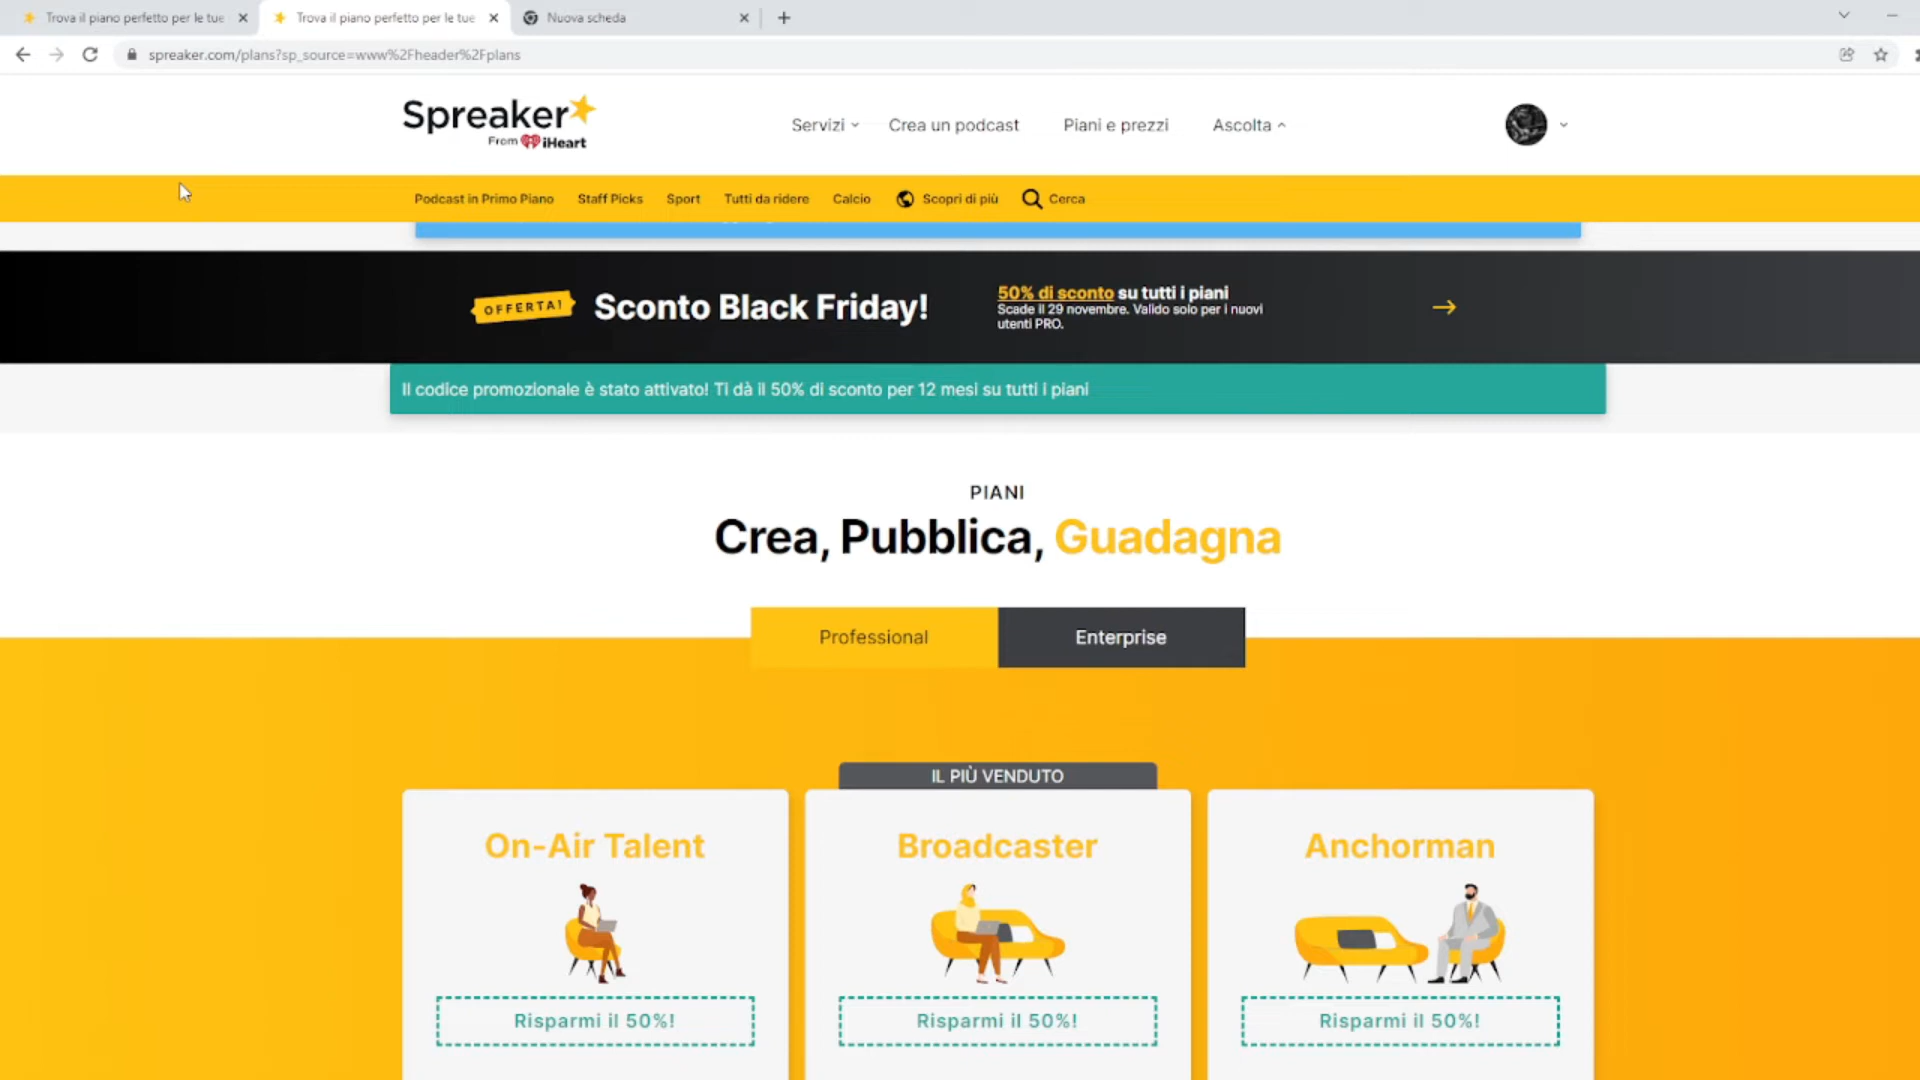 Trova il piano perfetto per le tue
Trova il piano perfetto per le tue
Nuova scheda
spreaker.com/plans?sp_source=www%2Fheader%2Fplans
Spreaker
From iHeart
Servizi
Crea un podcast
Piani e prezzi
Ascolta
Podcast in Primo Piano
Staff Picks
Sport
Tutti da ridere
Calcio
Scopri di più
Cerca
OFFERTA!
Sconto Black Friday!
50% di sconto su tutti i piani
Scade il 29 novembre. Valido solo per i nuovi
utenti PRO.
Il codice promozionale è stato attivato! Ti dà il 50% di sconto per 12 mesi su tutti i piani
PIANI
Crea, Pubblica, Guadagna
Professional
Enterprise
IL PIÙ VENDUTO
On-Air Talent
Broadcaster
Anchorman
Risparmi il 50%!
Risparmi il 50%!
Risparmi il 50%!